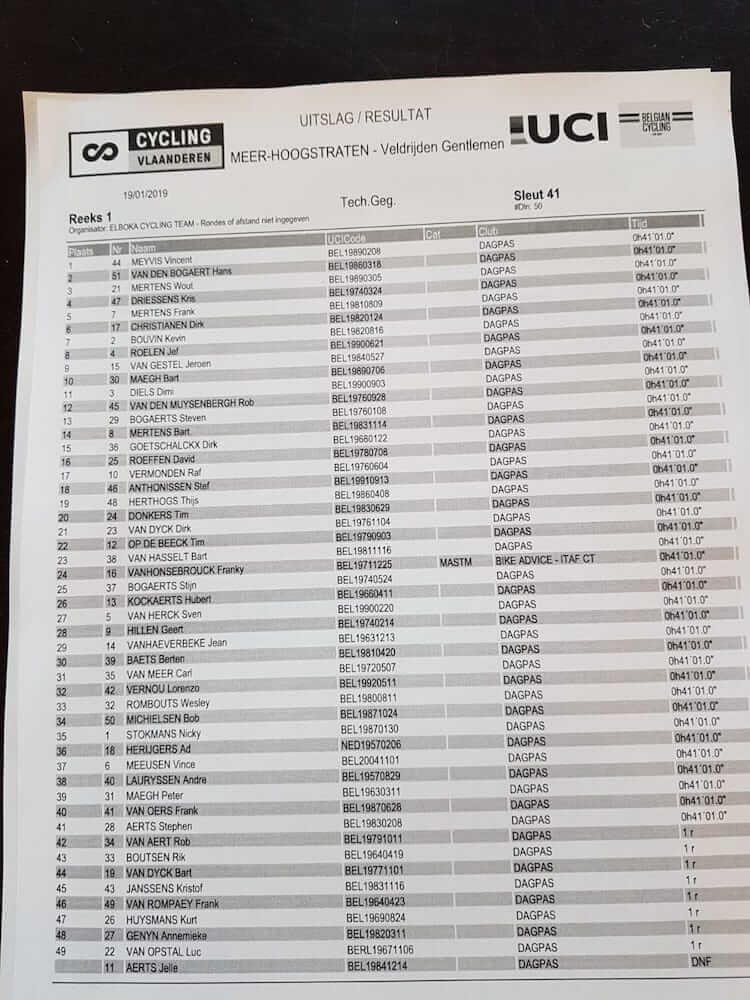 CYCLING
VLAANDEREN
UITSLAG / RESULTAT
MEER-HOOGSTRATEN - Veldrijden Gentlemen
UCI
BELGIAN
CYCLING
19/01/2019
Tech.Geg.
Sleut 41
Reeks 1
#Dln: 50
Organisator: ELBOKA CYCLING TEAM - Rondes of afstand niet ingegeven
Plaats Nr Naam UCICode Cat Club Tijd
1 44 MEYVIS Vincent BEL19890208 DAGPAS 0h41'01.0"
2 51 VAN DEN BOGAERT Hans BEL19860318 DAGPAS 0h41'01.0"
3 21 MERTENS Wout BEL19890305 DAGPAS 0h41'01.0"
4 47 DRIESSENS Kris BEL19740324 DAGPAS 0h41'01.0"
5 7 MERTENS Frank BEL19810809 DAGPAS 0h41'01.0"
6 17 CHRISTIANEN Dirk BEL19820124 DAGPAS 0h41'01.0"
7 2 BOUVIN Kevin BEL19820816 DAGPAS 0h41'01.0"
8 4 ROELEN Jef BEL19900621 DAGPAS 0h41'01.0"
9 15 VAN GESTEL Jeroen BEL19840527 DAGPAS 0h41'01.0"
10 30 MAEGH Bart BEL19890706 DAGPAS 0h41'01.0"
11 3 DIELS Dimi BEL19900903 DAGPAS 0h41'01.0"
12 45 VAN DEN MUYSENBERGH Rob BEL19760928 DAGPAS 0h41'01.0"
13 29 BOGAERTS Steven BEL19760108 DAGPAS 0h41'01.0"
14 8 MERTENS Bart BEL19831114 DAGPAS 0h41'01.0"
15 36 GOETSCHALCKX Dirk BEL19680122 DAGPAS 0h41'01.0"
16 25 ROEFFEN David BEL19780708 DAGPAS 0h41'01.0"
17 10 VERMONDEN Raf BEL19760604 DAGPAS 0h41'01.0"
18 46 ANTHONISSEN Stef BEL19910913 DAGPAS 0h41'01.0"
19 48 HERTHOGS Thijs BEL19860408 DAGPAS 0h41'01.0"
20 24 DONKERS Tim BEL19830629 DAGPAS 0h41'01.0"
21 23 VAN DYCK Dirk BEL19761104 DAGPAS 0h41'01.0"
22 12 OP DE BEECK Tim BEL19790903 DAGPAS 0h41'01.0"
23 38 VAN HASSELT Bart BEL19811116 DAGPAS 0h41'01.0"
24 16 VANHONSEBROUCK Franky BEL19711225 MASTM BIKE ADVICE - ITAF CT 0h41'01.0"
25 37 BOGAERTS Stijn BEL19740524 DAGPAS 0h41'01.0"
26 13 KOCKAERTS Hubert BEL19660411 DAGPAS 0h41'01.0"
27 5 VAN HERCK Sven BEL19900220 DAGPAS 0h41'01.0"
28 9 HILLEN Geert BEL19740214 DAGPAS 0h41'01.0"
29 14 VANHAEVERBEKE Jean BEL19631213 DAGPAS 0h41'01.0"
30 39 BAETS Berten BEL19810420 DAGPAS 0h41'01.0"
31 35 VAN MEER Carl BEL19720507 DAGPAS 0h41'01.0"
32 42 VERNOU Lorenzo BEL19920511 DAGPAS 0h41'01.0"
33 32 ROMBOUTS Wesley BEL19800811 DAGPAS 0h41'01.0"
34 50 MICHIELSEN Bob BEL19871024 DAGPAS 0h41'01.0"
35 1 STOKMANS Nicky BEL19870130 DAGPAS 0h41'01.0"
36 18 HERIJGERS Ad NED19570206 DAGPAS 0h41'01.0"
37 6 MEEUSEN Vince BEL20041101 DAGPAS 0h41'01.0"
38 40 LAURYSSEN Andre BEL19570829 DAGPAS 0h41'01.0"
39 31 MAEGH Peter BEL19630311 DAGPAS 0h41'01.0"
40 41 VAN OERS Frank BEL19870628 DAGPAS 0h41'01.0"
41 28 AERTS Stephen BEL19830208 DAGPAS 0h41'01.0"
42 34 VAN AERT Rob BEL19791011 DAGPAS 1 r
43 33 BOUTSEN Rik BEL19640419 DAGPAS 1 r
44 19 VAN DYCK Bart BEL19771101 DAGPAS 1 r
45 43 JANSSENS Kristof BEL19831116 DAGPAS 1 r
46 49 VAN ROMPAEY Frank BEL19640423 DAGPAS 1 r
47 26 HUYSMANS Kurt BEL19690824 DAGPAS 1 r
48 27 GENYN Annemieke BEL19820311 DAGPAS 1 r
49 22 VAN OPSTAL Luc BERL19671106 DAGPAS 1 r
11 AERTS Jelle BEL19841214 DAGPAS DNF